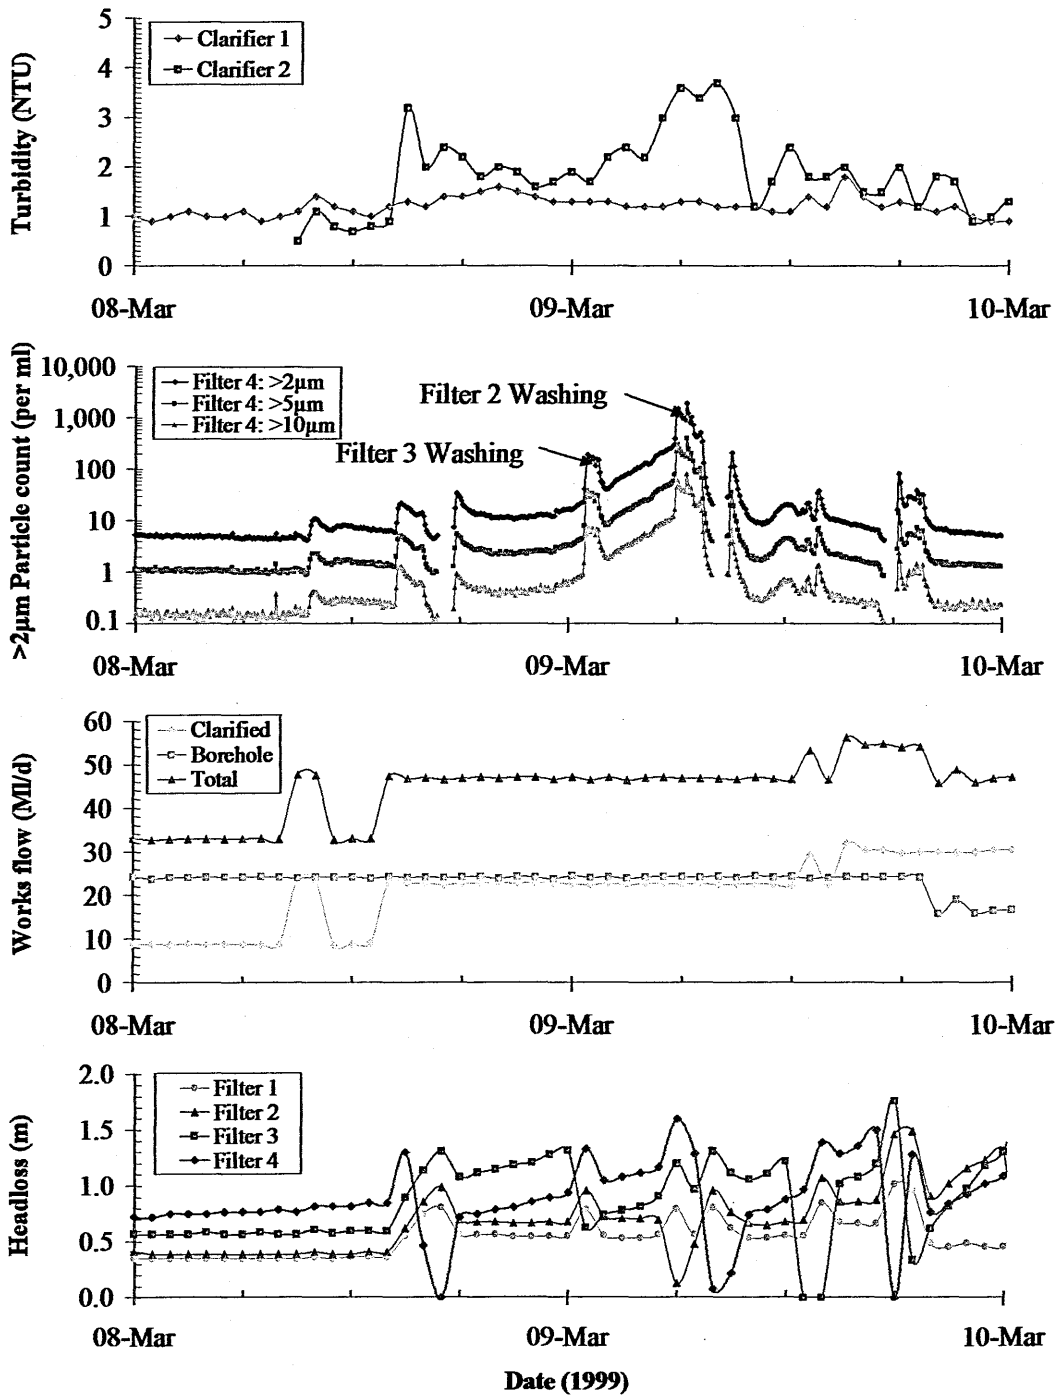 5
4
3
2
1
0
Turbidity (NTU)
Clarifier 1
Clarifier 2
08-Mar
09-Mar
10-Mar
>2µm Particle count (per ml)
10,000
1,000
100
10
1
0.1
Filter 4: >2µm
Filter 4: >5µm
Filter 4: >10µm
Filter 2 Washing
Filter 3 Washing
08-Mar
09-Mar
10-Mar
Works flow (Ml/d)
60
50
40
30
20
10
0
Clarified
Borehole
Total
08-Mar
09-Mar
10-Mar
Headloss (m)
2.0
1.5
1.0
0.5
0.0
Filter 1
Filter 2
Filter 3
Filter 4
08-Mar
09-Mar
10-Mar
Date (1999)